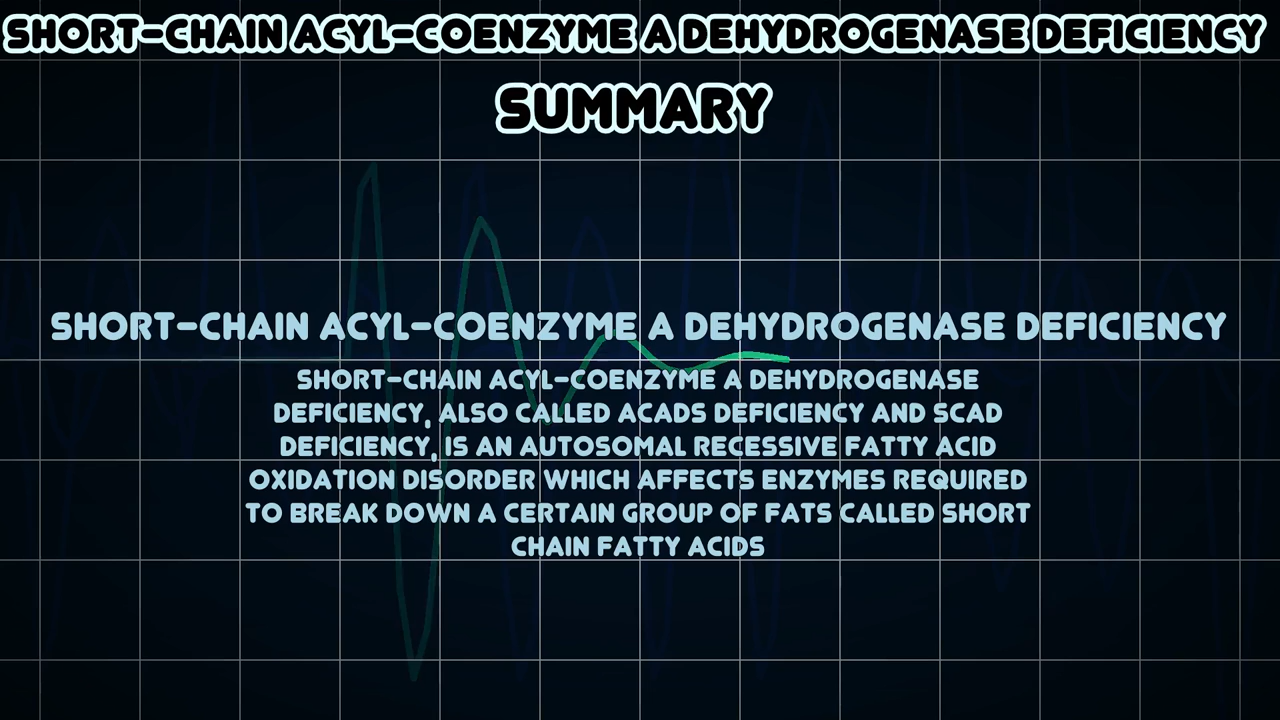 SHORT-CHAIN ACYL-COENZYME A DEHYDROGENASE DEFICIENCY
SUMMARY
SHORT-CHAIN ACYL-COENZYME A DEHYDROGENASE DEFICIENCY
SHORT-CHAIN ACYL-COENZYME A DEHYDROGENASE
DEFICIENCY, ALSO CALLED ACADS DEFICIENCY AND SCAD
DEFICIENCY, IS AN AUTOSOMAL RECESSIVE FATTY ACID
OXIDATION DISORDER WHICH AFFECTS ENZYMES REQUIRED
TO BREAK DOWN A CERTAIN GROUP OF FATS CALLED SHORT
CHAIN FATTY ACIDS